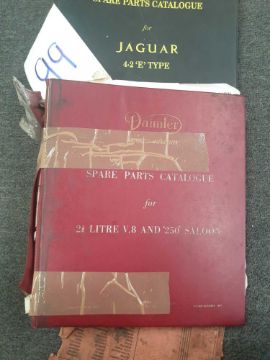 SPARE PARTS CATALOGUE
for
JAGUAR
4·2 'E' TYPE
99
Daimler
SPARE PARTS CATALOGUE
for
2½ LITRE V.8 AND '250' SALOON